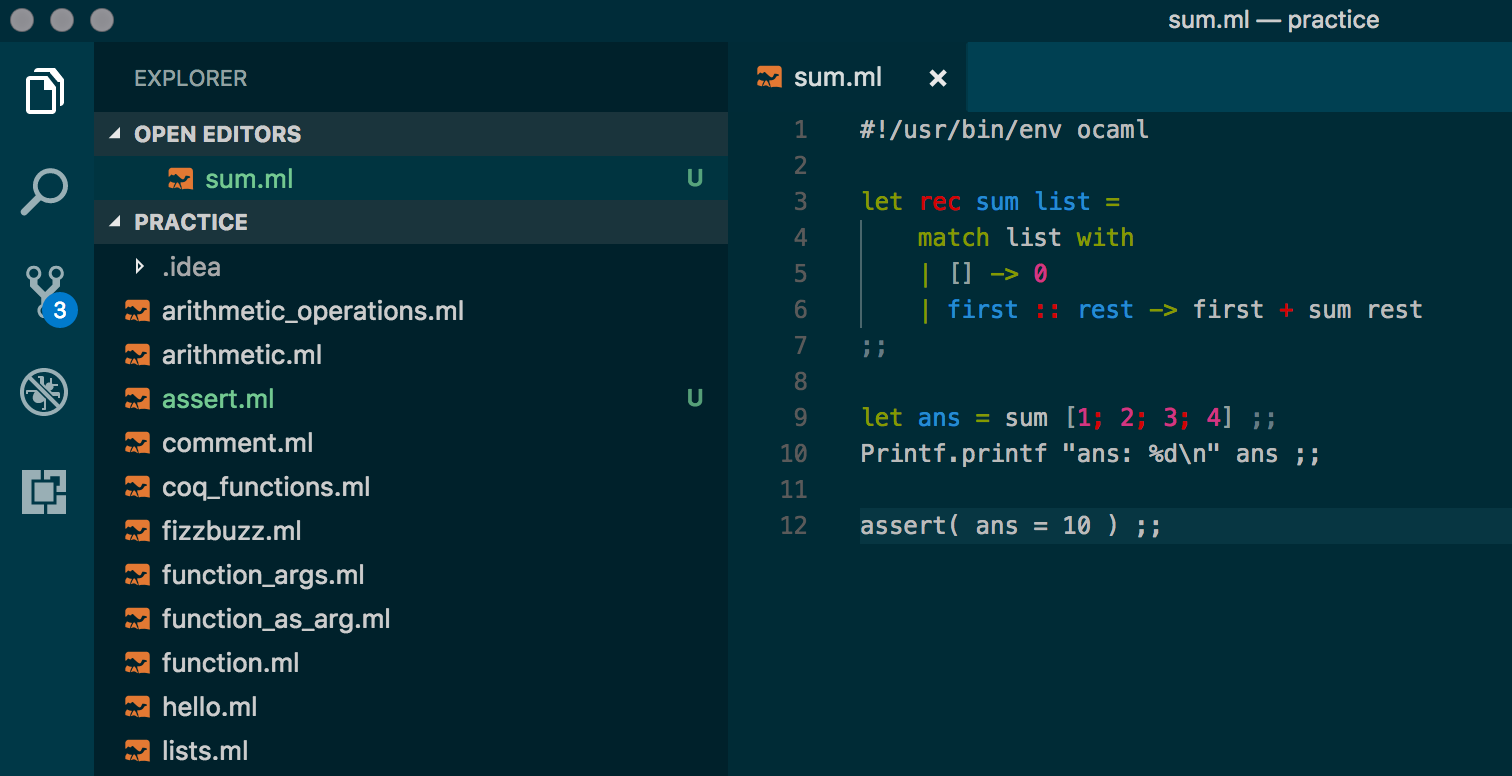 sum.ml — practice
EXPLORER
OPEN EDITORS
sum.ml U
PRACTICE
.idea
arithmetic_operations.ml
arithmetic.ml
assert.ml U
comment.ml
coq_functions.ml
fizzbuzz.ml
function_args.ml
function_as_arg.ml
function.ml
hello.ml
lists.ml
3
sum.ml ×
1 #!/usr/bin/env ocaml
2
3 let rec sum list =
4     match list with
5     | [] -> 0
6     | first :: rest -> first + sum rest
7 ;;
8
9 let ans = sum [1; 2; 3; 4] ;;
10 Printf.printf "ans: %d\n" ans ;;
11
12 assert( ans = 10 ) ;;